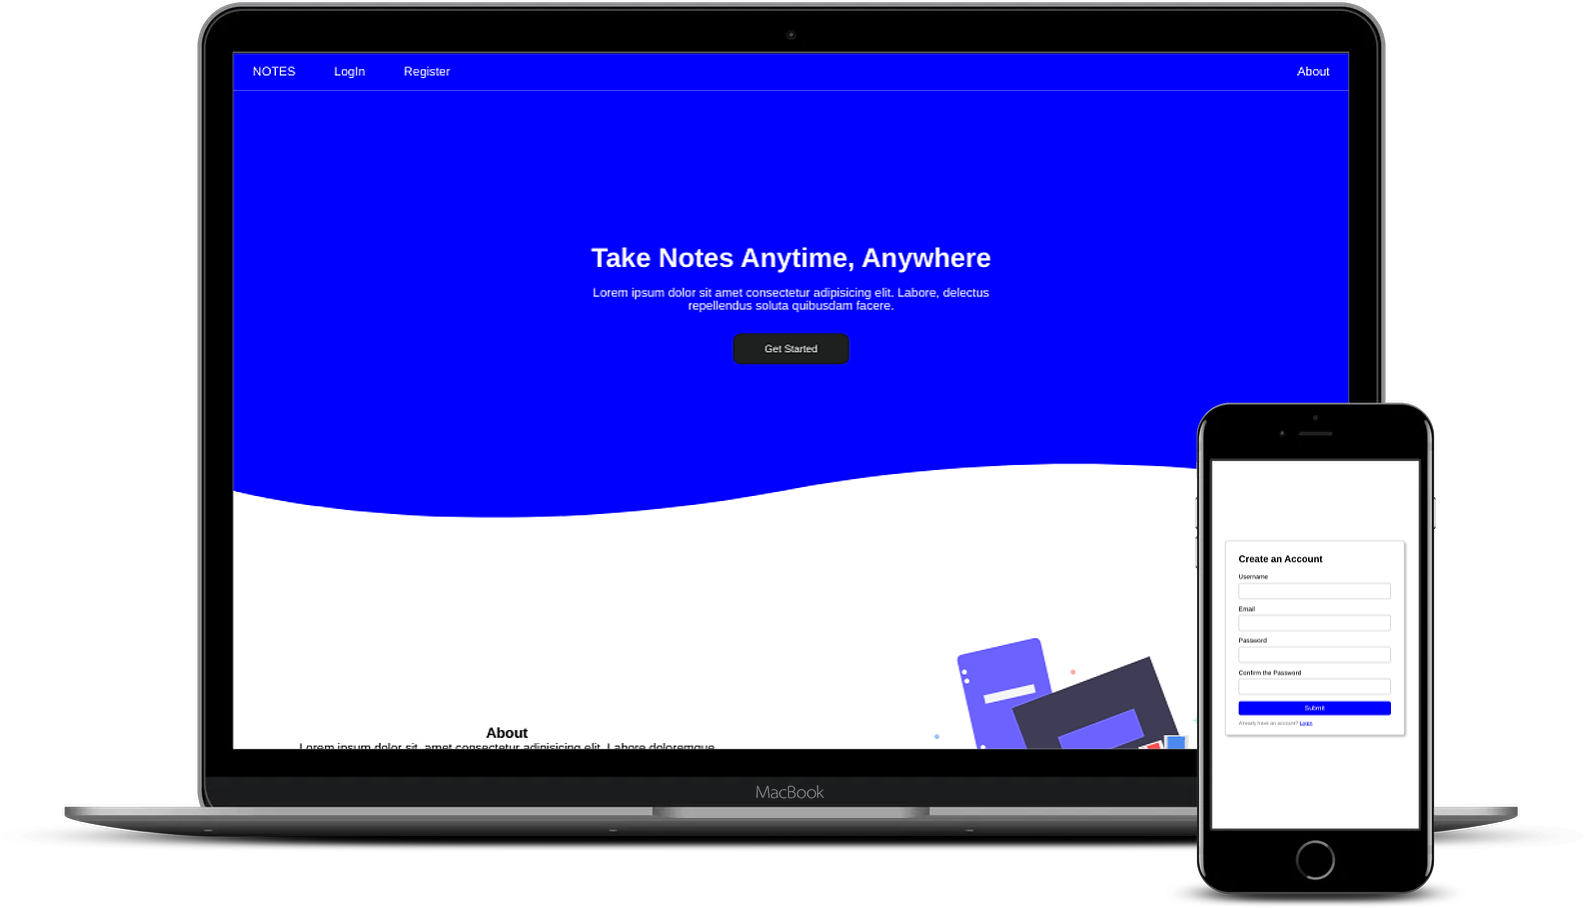 NOTES LogIn Register About
Take Notes Anytime, Anywhere
Lorem ipsum dolor sit amet consectetur adipisicing elit. Labore, delectus
repellendus soluta quibusdam facere.
Get Started
About
Lorem ipsum dolor sit, amet consectetur adipisicing elit. Labore doloremque
MacBook
Create an Account
Username
Email
Password
Confirm the Password
Submit
Already have an account? Login